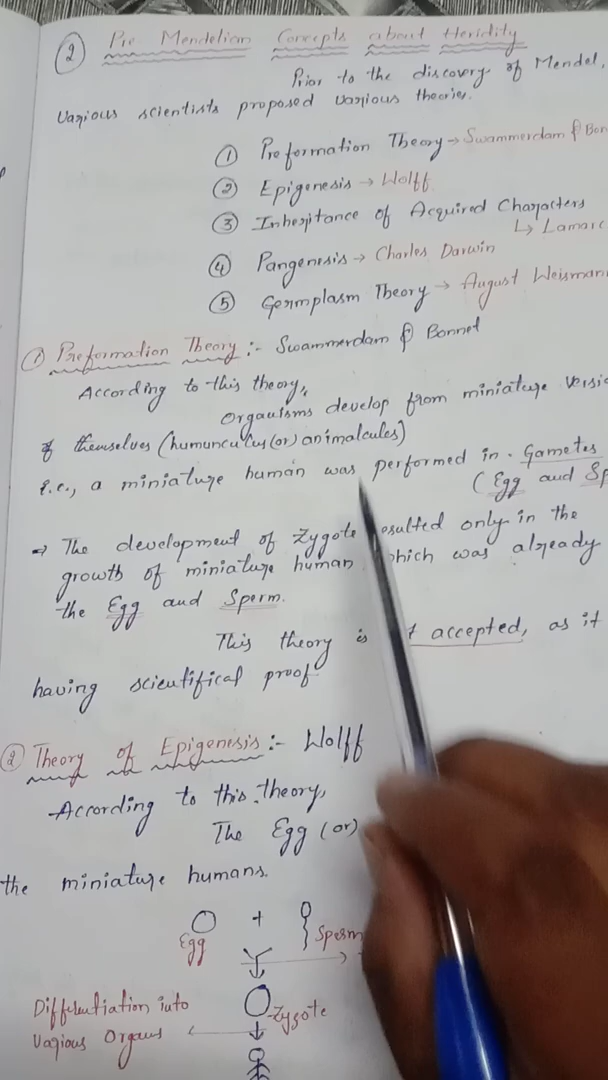 ② Pre Mendelian Concepts about Heridity
Prior to the discovery of Mendel,
Various scientists proposed various theories.
① Preformation Theory → Swammerdam & Bon
② Epigenesis → Wolff
③ Inheritance of Acquired Characters
↳ Lamarc
④ Pangenesis → Charles Darwin
⑤ Germplasm Theory → August Weisman
① Preformation Theory :- Swammerdam & Bonnet
According to this theory,
Organisms develop from miniature versio
of themselves (humunculus (or) animalcules)
i.e., a miniature human was performed in Gametes
(Egg and Sp
→ The development of Zygote resulted only in the
growth of miniature human which was already
the Egg and Sperm.
This theory is accepted, as it
having scientifical proof
② Theory of Epigenesis :- Wolff
According to this theory,
The Egg (or)
the miniature humans.
Egg + Sperm
Zygote
Differentiation into
Various Organs